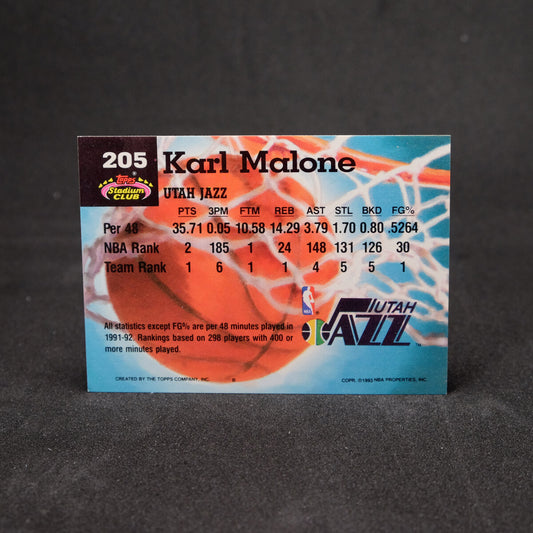 205 Karl Malone
Topps
Stadium
CLUB
UTAH JAZZ
PTS 3PM FTM REB AST STL BKD FG%
Per 48 35.71 0.05 10.58 14.29 3.79 1.70 0.80 .5264
NBA Rank 2 185 1 24 148 131 126 30
Team Rank 1 6 1 1 4 5 5 1
UTAH
JAZZ
All statistics except FG% are per 48 minutes played in
1991-92. Rankings based on 298 players with 400 or
more minutes played.
CREATED BY THE TOPPS COMPANY, INC. COPR. ©1993 NBA PROPERTIES, INC.